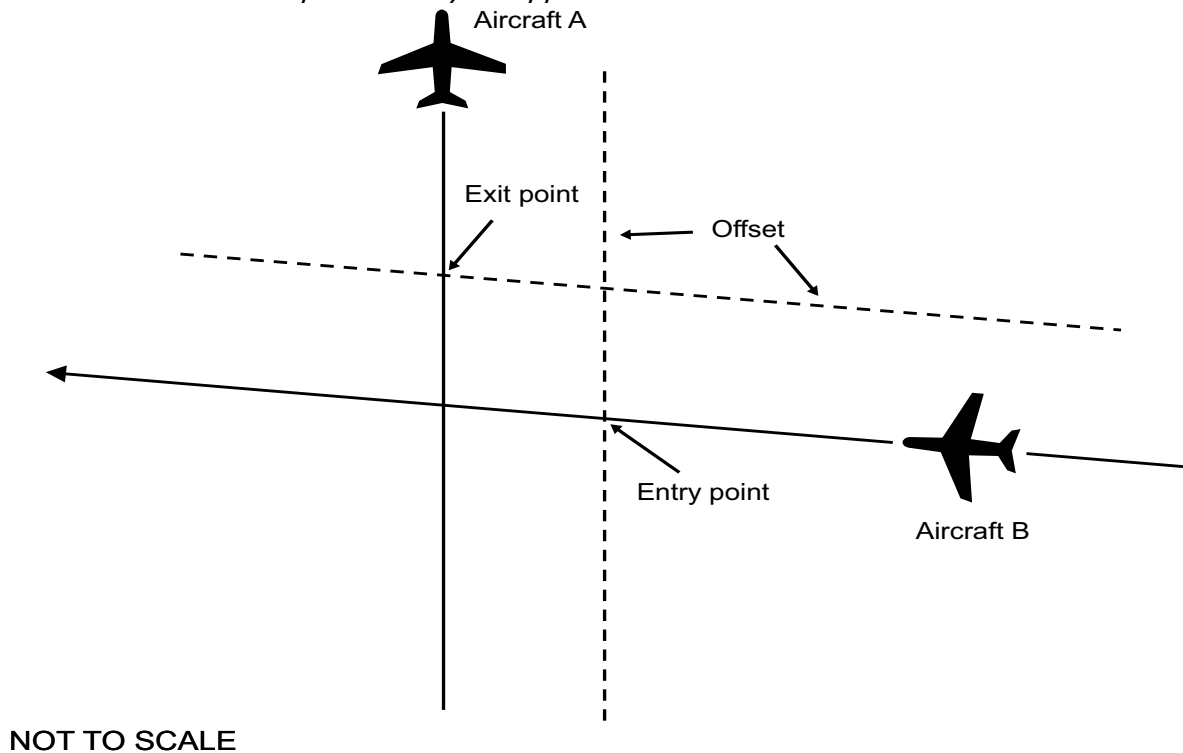 Aircraft A
Exit point
Offset
Entry point
Aircraft B
NOT TO SCALE